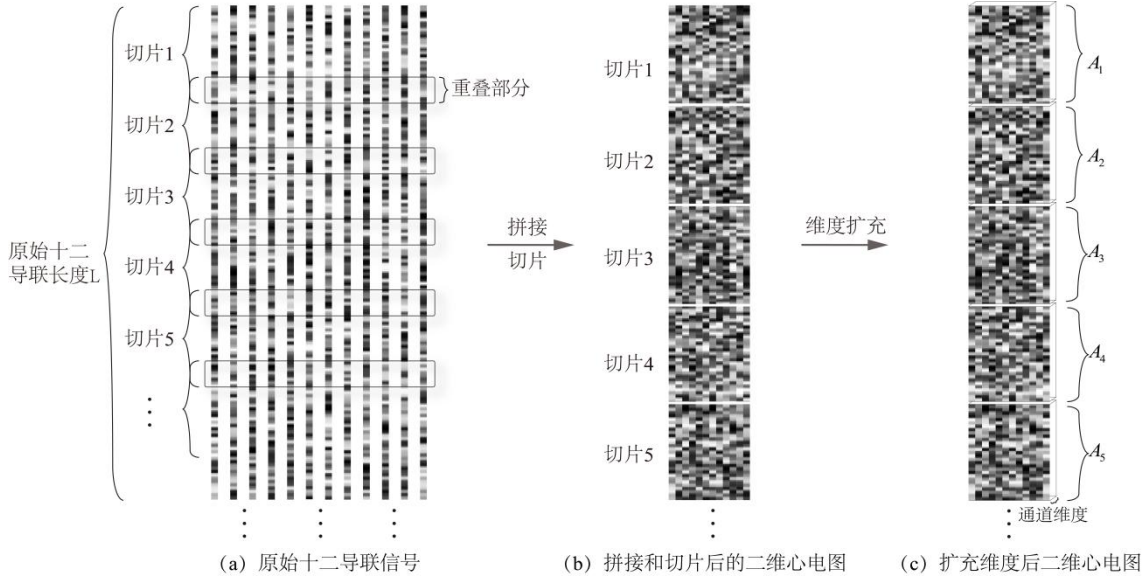 原始十二
导联长度L
切片1
切片2
切片3
切片4
切片5
⋮
重叠部分
⋮ ⋮ ⋮
(a) 原始十二导联信号
拼接
切片
切片1
切片2
切片3
切片4
切片5
⋮
(b) 拼接和切片后的二维心电图
维度扩充
A1
A2
A3
A4
A5
通道维度
⋮
(c) 扩充维度后二维心电图